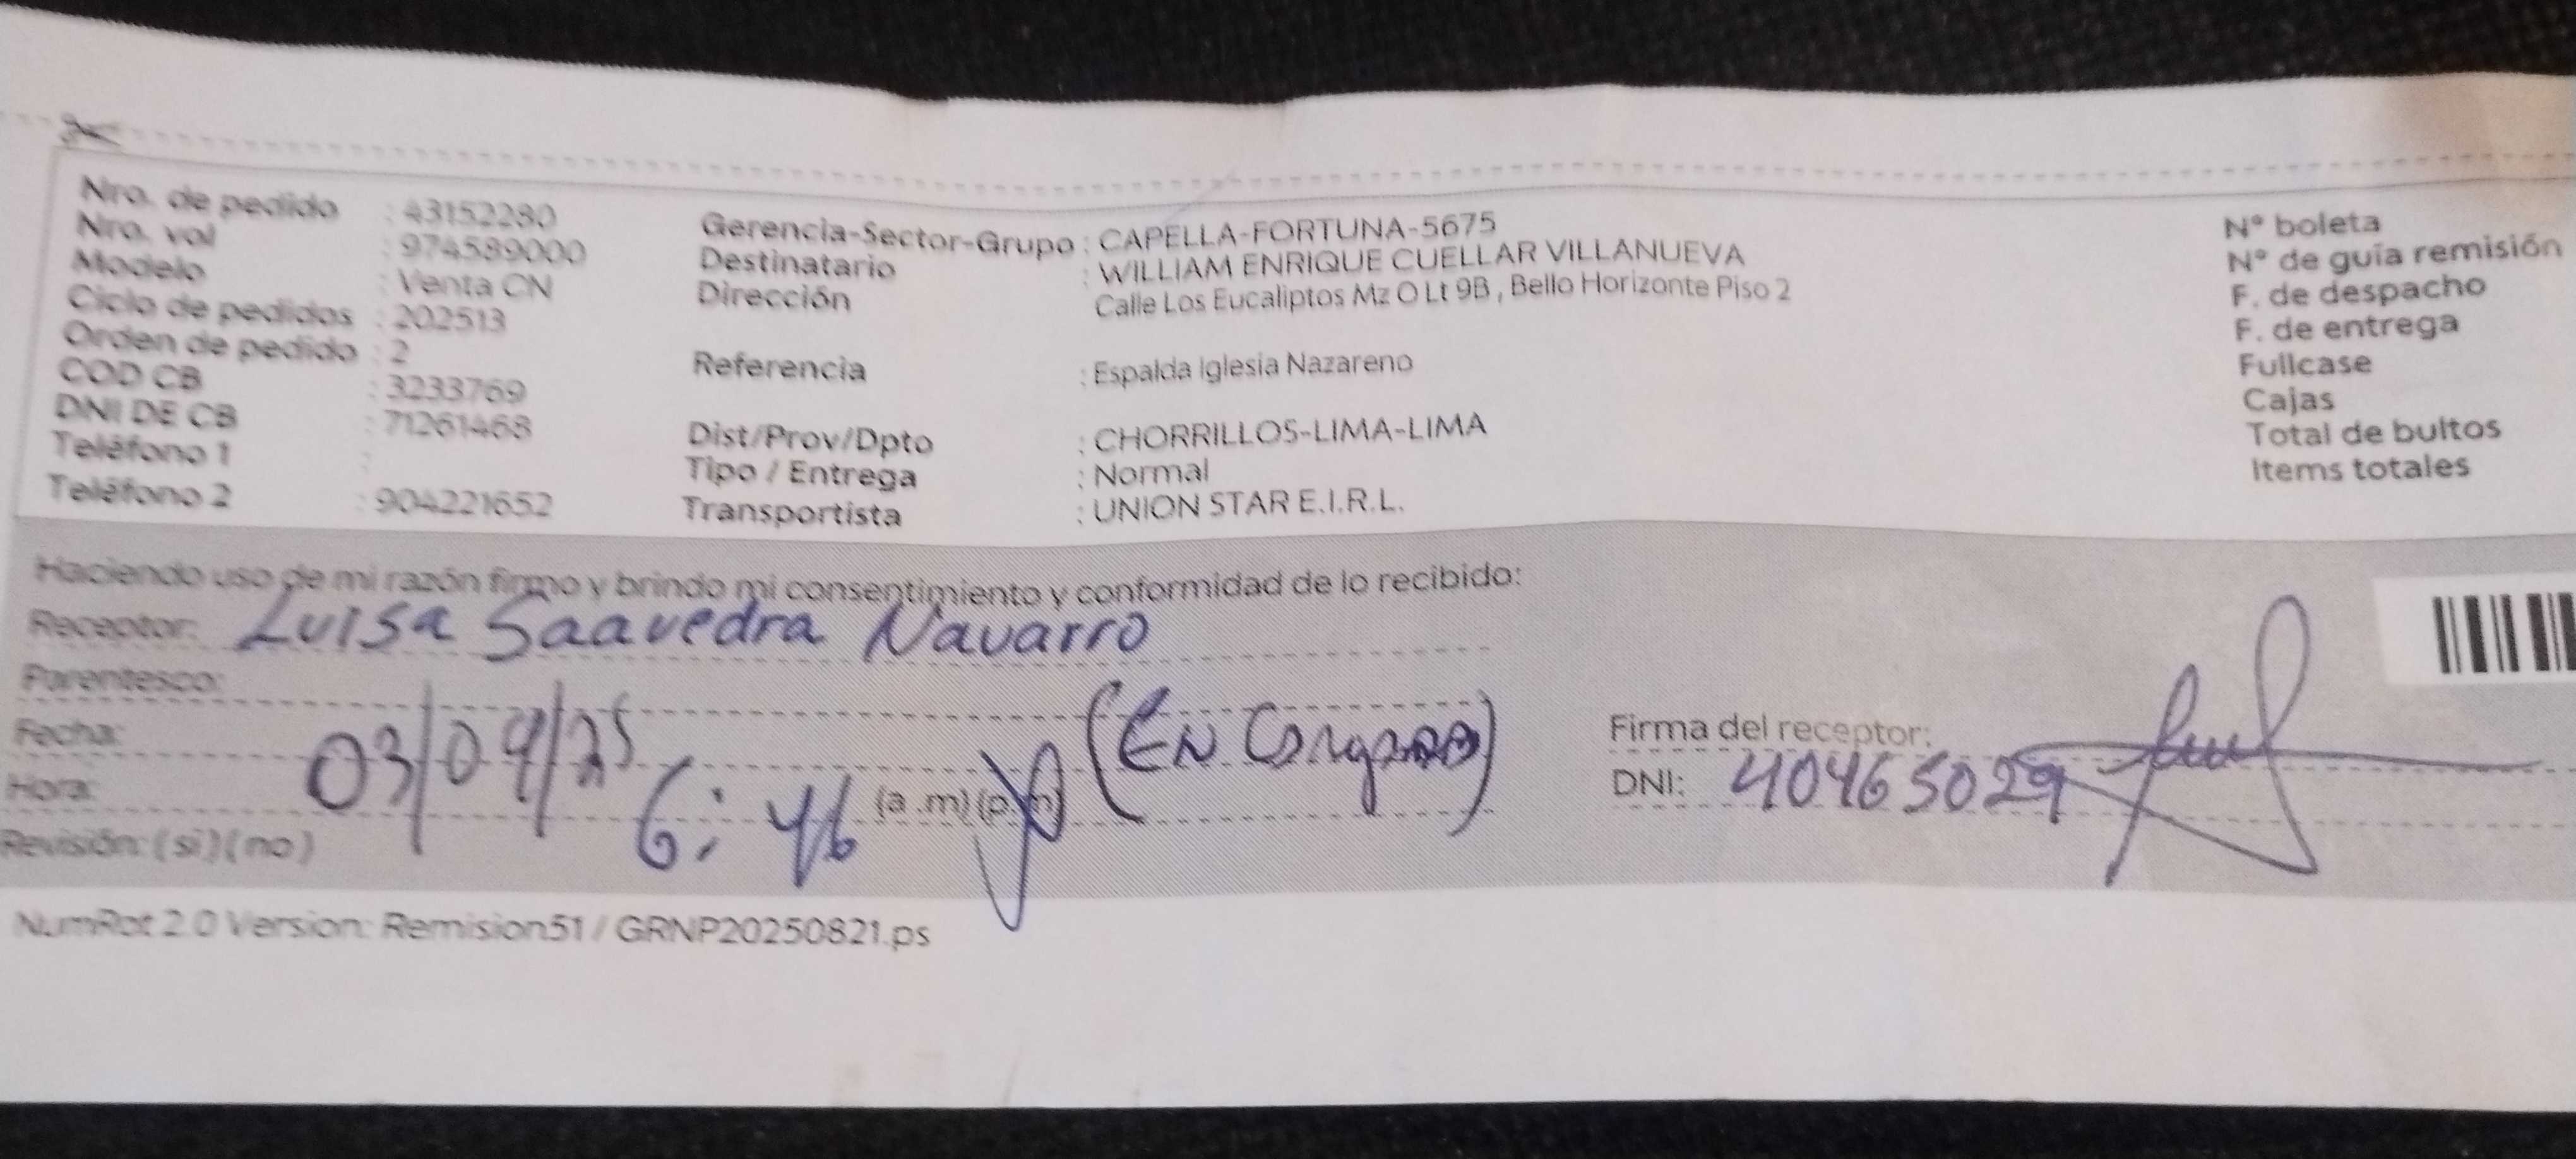 Nro. de pedido : 43152280
Nro. vol : 974589000
Modelo : Venta CN
Ciclo de pedidos : 202513
Orden de pedido : 2
COD CB : 3233769
DNI DE CB : 71261468
Teléfono 1 :
Teléfono 2 : 904221652
Gerencia-Sector-Grupo : CAPELLA-FORTUNA-5675
Destinatario : WILLIAM ENRIQUE CUELLAR VILLANUEVA
Dirección Calle Los Eucaliptos Mz O Lt 9B , Bello Horizonte Piso 2
Referencia : Espalda Iglesia Nazareno
Dist/Prov/Dpto : CHORRILLOS-LIMA-LIMA
Tipo / Entrega : Normal
Transportista : UNION STAR E.I.R.L.
N° boleta
N° de guía remisión
F. de despacho
F. de entrega
Fullcase
Cajas
Total de bultos
Items totales
Haciendo uso de mi razón firmo y brindo mi consentimiento y conformidad de lo recibido:
Receptor: Luisa Saavedra Navarro
Parentesco:
Fecha: 03/09/25 (
Hora: 6: 46 (a .m)(p.m)
Revisión: (si)(no)
Firma del receptor:
DNI: 40465029
NumRot 2.0 Version: Remision51 / GRNP20250821.ps